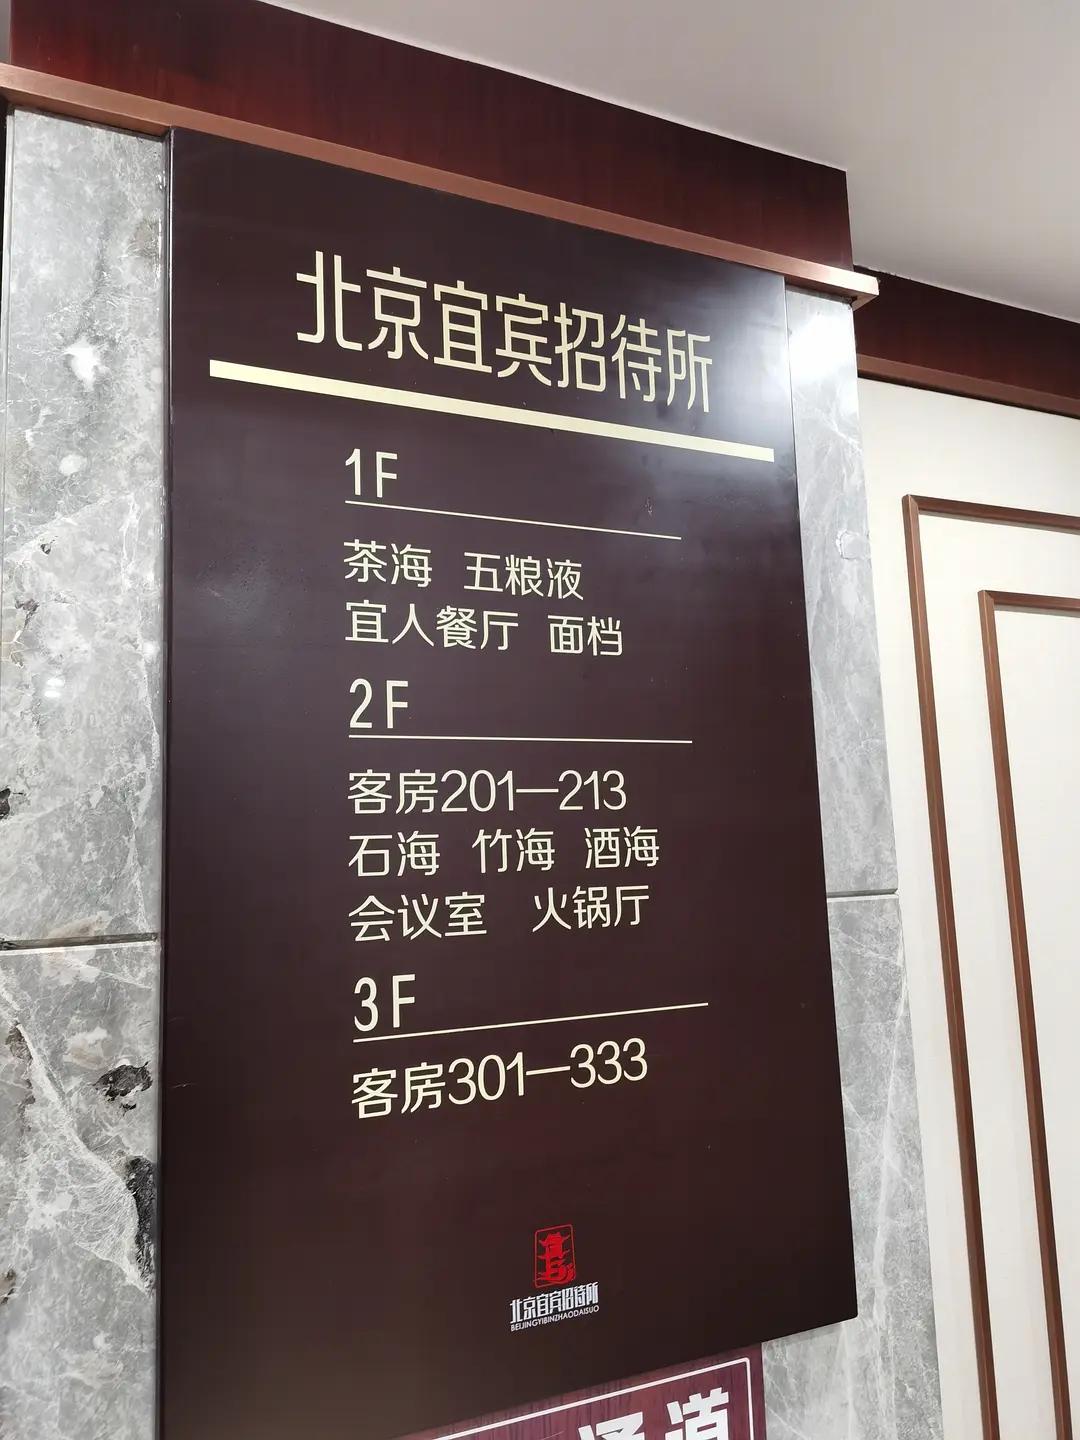 北京宜宾招待所
1F
茶海 五粮液
宜人餐厅 面档
2F
客房201—213
石海 竹海 酒海
会议室 火锅厅
3F
客房301—333
北京宜宾招待所
BEIJINGYIBINZHAODAISUO
通道